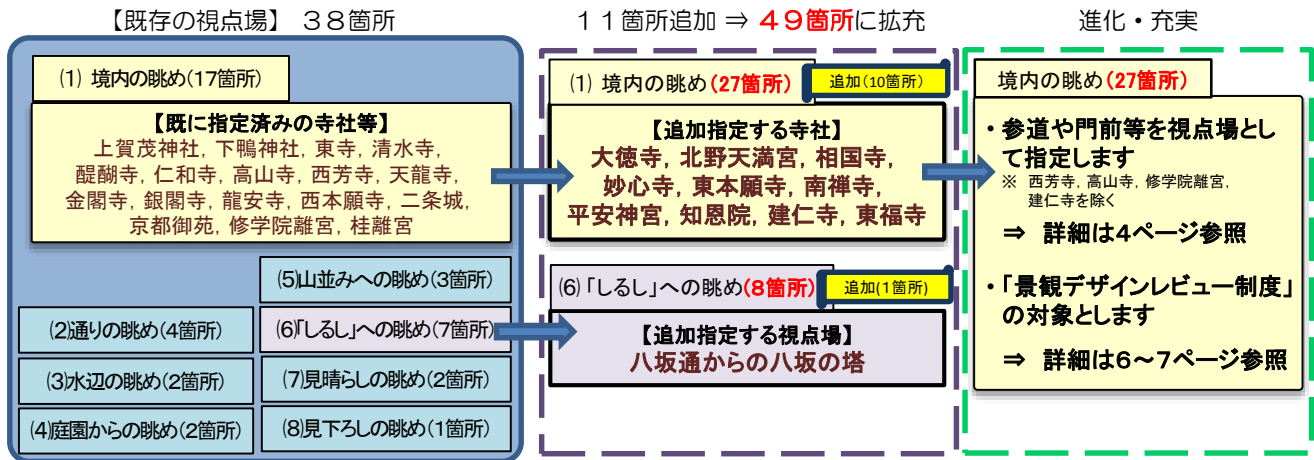 【既存の視点場】 38箇所
(1) 境内の眺め(17箇所)
【既に指定済みの寺社等】
上賀茂神社, 下鴨神社, 東寺, 清水寺,
醍醐寺, 仁和寺, 高山寺, 西芳寺, 天龍寺,
金閣寺, 銀閣寺, 龍安寺, 西本願寺, 二条城,
京都御苑, 修学院離宮, 桂離宮
(5)山並みへの眺め(3箇所)
(2)通りの眺め(4箇所)
(6)「しるし」への眺め(7箇所)
(3)水辺の眺め(2箇所)
(7)見晴らしの眺め(2箇所)
(4)庭園からの眺め(2箇所)
(8)見下ろしの眺め(1箇所)
11箇所追加 ⇒ 49箇所に拡充
(1) 境内の眺め(27箇所)
追加(10箇所)
【追加指定する寺社】
大徳寺, 北野天満宮, 相国寺,
妙心寺, 東本願寺, 南禅寺,
平安神宮, 知恩院, 建仁寺, 東福寺
(6)「しるし」への眺め(8箇所)
追加(1箇所)
【追加指定する視点場】
八坂通からの八坂の塔
進化・充実
境内の眺め(27箇所)
・参道や門前等を視点場とし
て指定します
※ 西芳寺, 高山寺, 修学院離宮,
建仁寺を除く
⇒ 詳細は4ページ参照
・「景観デザインレビュー制度」
の対象とします
⇒ 詳細は6~7ページ参照